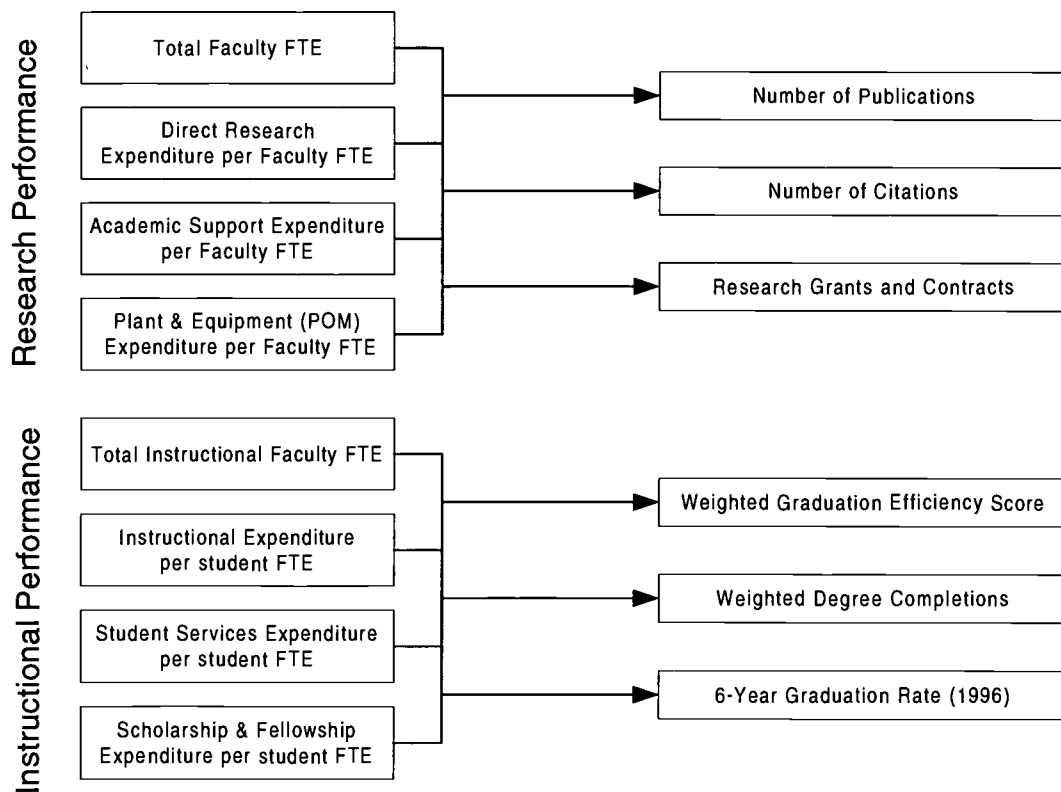 Research Performance
Total Faculty FTE
Direct Research
Expenditure per Faculty FTE
Academic Support Expenditure
per Faculty FTE
Plant & Equipment (POM)
Expenditure per Faculty FTE
Number of Publications
Number of Citations
Research Grants and Contracts
Instructional Performance
Total Instructional Faculty FTE
Instructional Expenditure
per student FTE
Student Services Expenditure
per student FTE
Scholarship & Fellowship
Expenditure per student FTE
Weighted Graduation Efficiency Score
Weighted Degree Completions
6-Year Graduation Rate (1996)